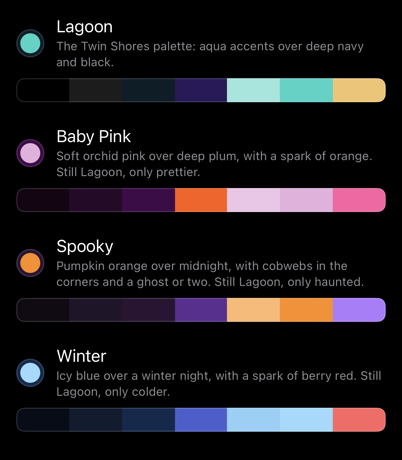 Lagoon
The Twin Shores palette: aqua accents over deep navy
and black.
Baby Pink
Soft orchid pink over deep plum, with a spark of orange.
Still Lagoon, only prettier.
Spooky
Pumpkin orange over midnight, with cobwebs in the
corners and a ghost or two. Still Lagoon, only haunted.
Winter
Icy blue over a winter night, with a spark of berry red. Still
Lagoon, only colder.